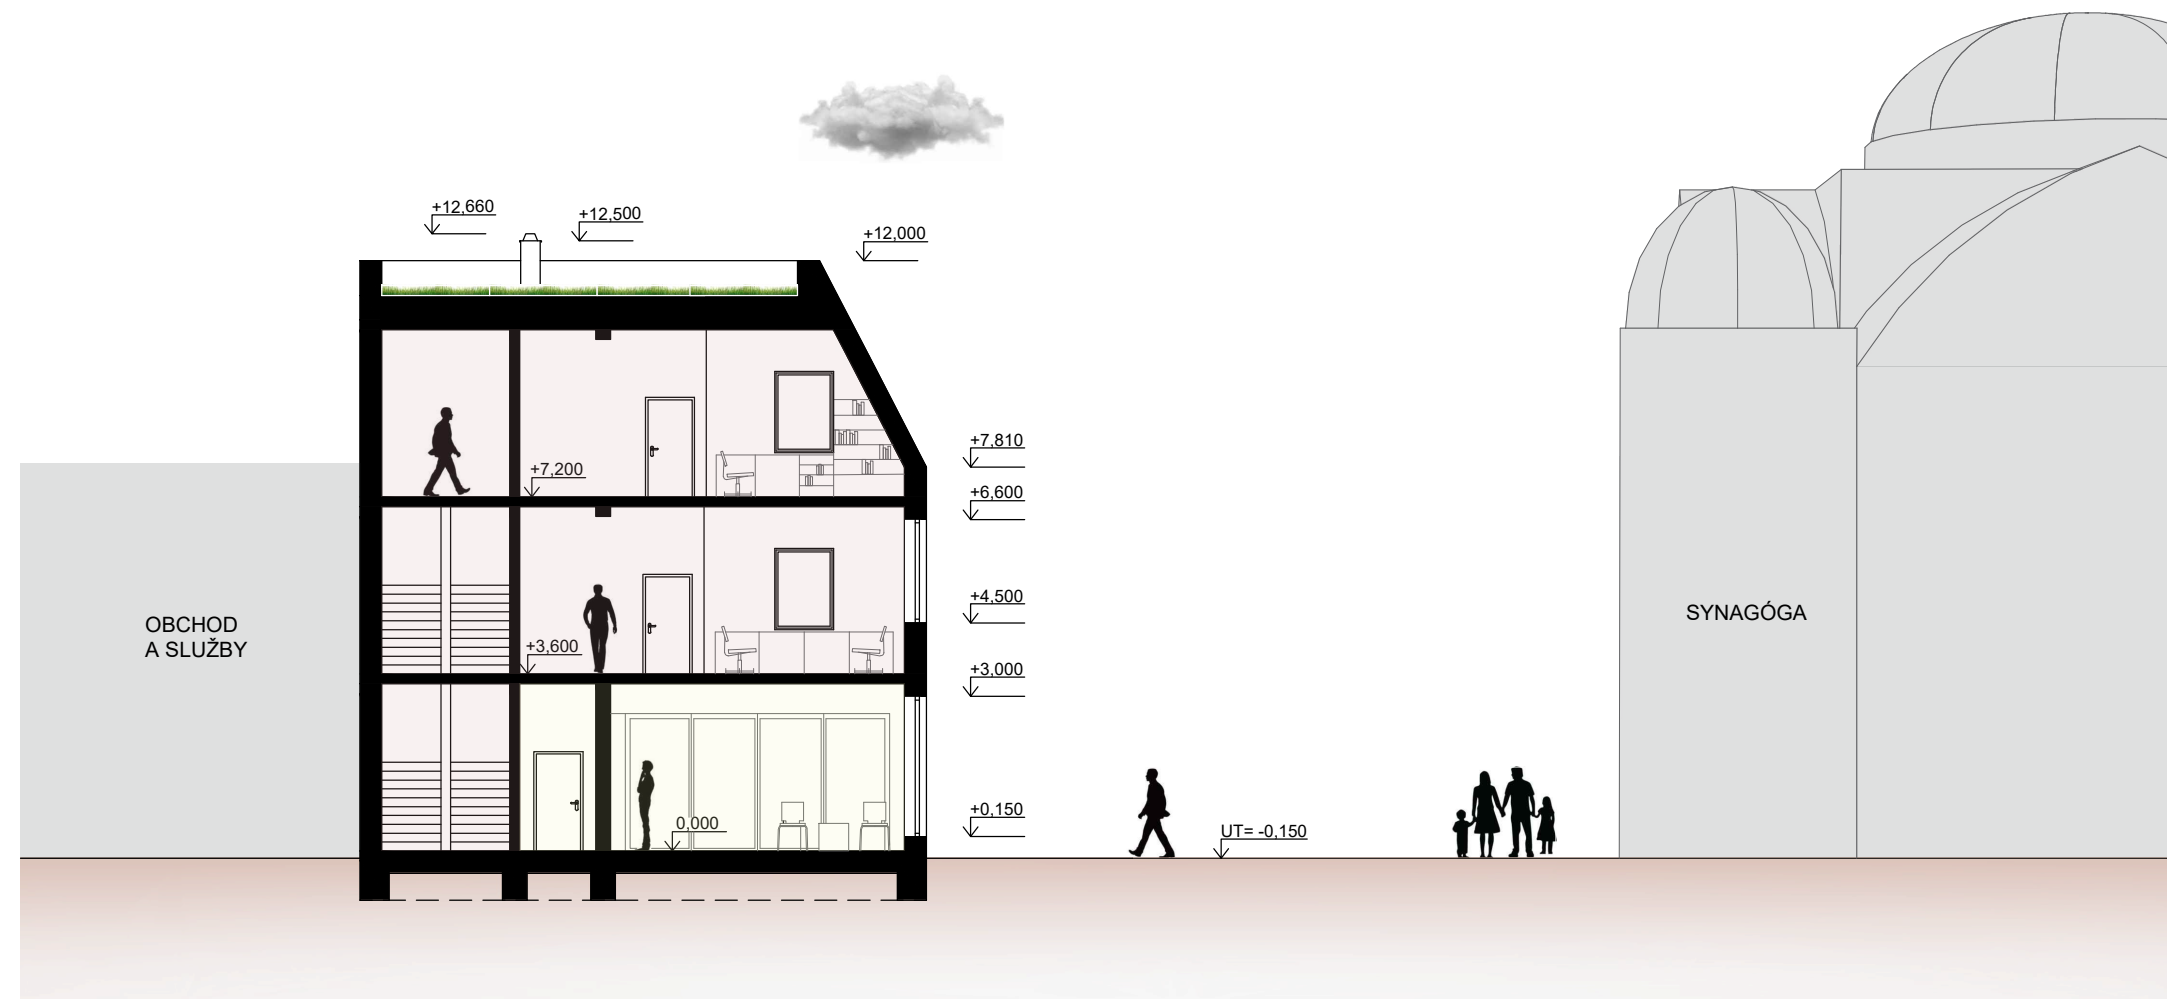 +12,660
+12,500
+12,000
+7,810
+7,200
+6,600
+4,500
OBCHOD
A SLUŽBY
SYNAGÓGA
+3,600
+3,000
+0,150
0,000
UT= -0,150